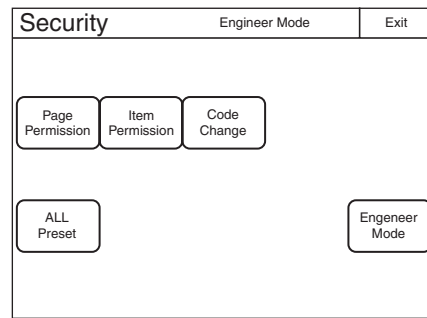 Security Engineer Mode Exit
Page Permission
Item Permission
Code Change
ALL Preset
Engeneer Mode